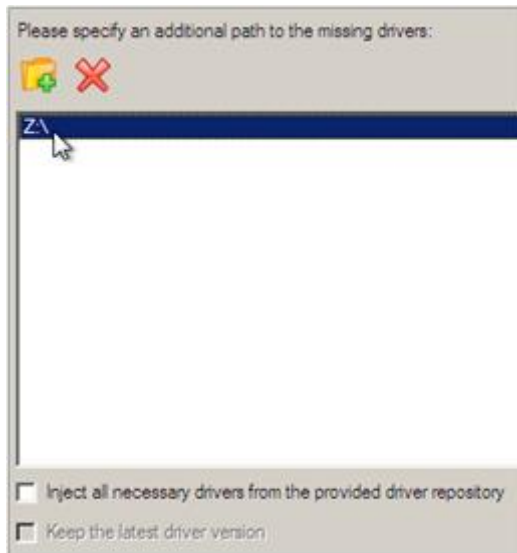 Please specify an additional path to the missing drivers:
Z:\
Inject all necessary drivers from the provided driver repository
Keep the latest driver version